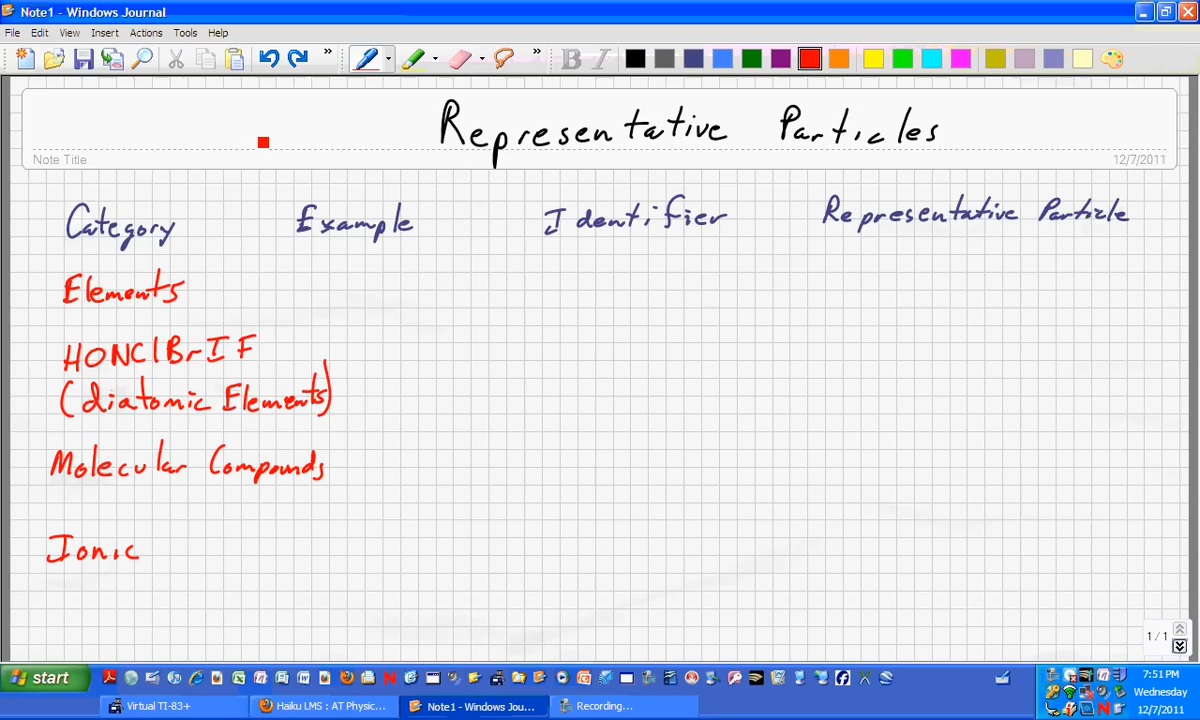 Note1 - Windows Journal
File Edit View Insert Actions Tools Help
B I
Representative Particles
Note Title
12/7/2011
Category Example Identifier Representative Particle
Elements
HONClBrIF
(diatomic Elements)
Molecular Compounds
Ionic
1 / 1
start
7:51 PM
Wednesday
Virtual TI-83+ Haiku LMS : AT Physic... Note1 - Windows Jou... Recording...
12/7/2011